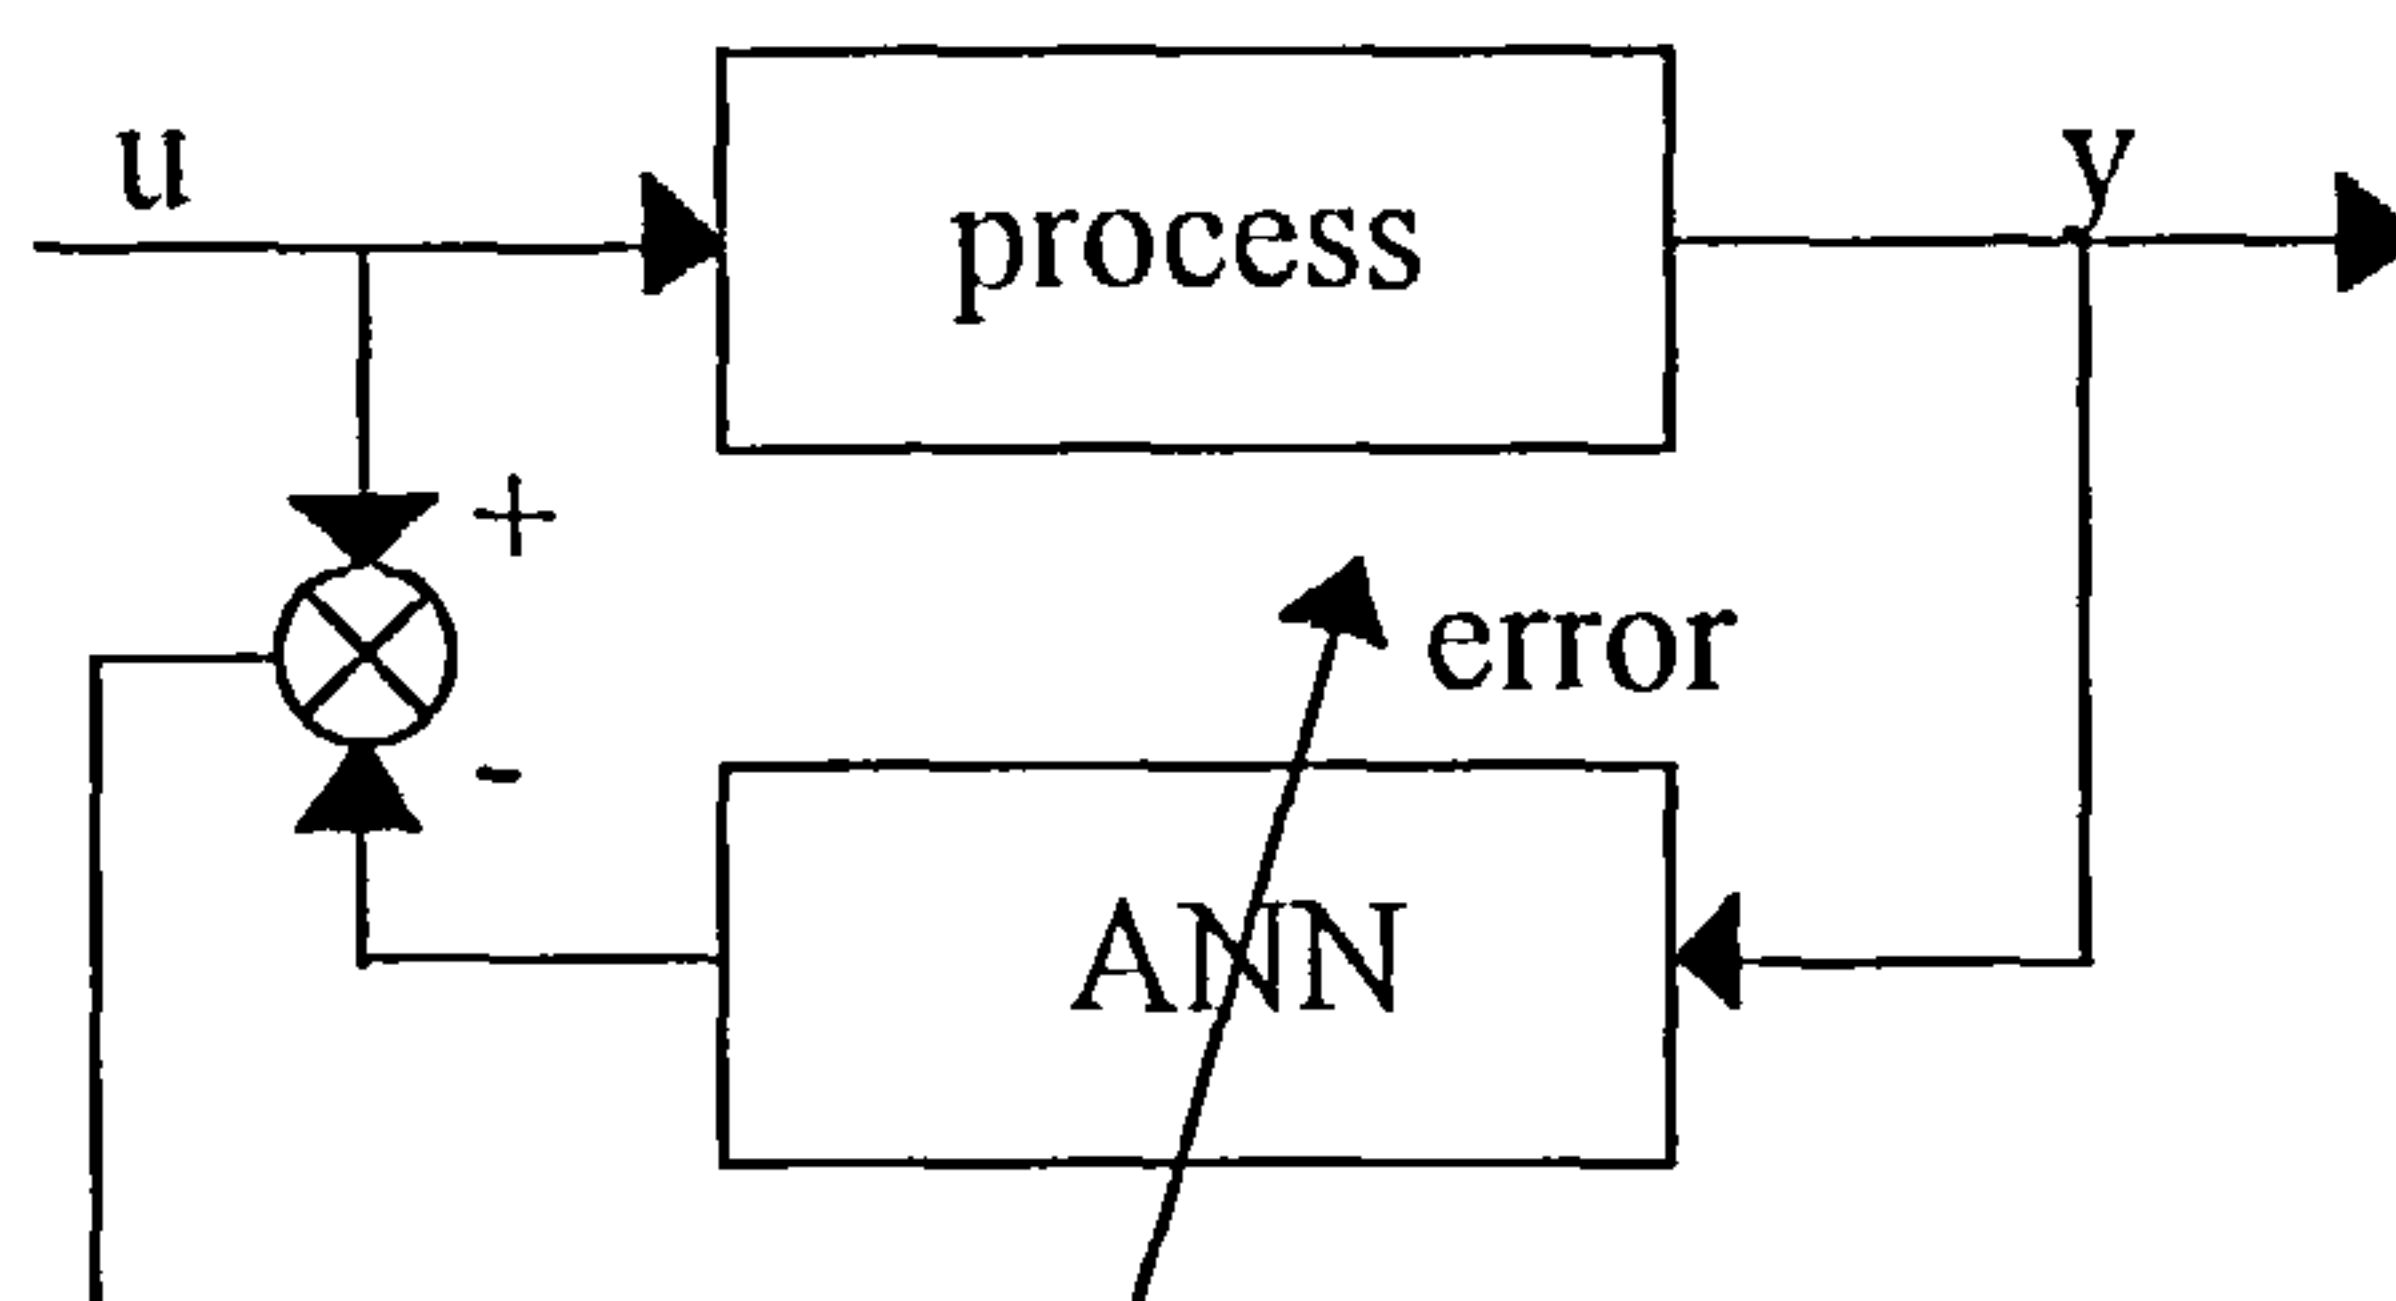 u
process
y
+
error
-
ANN